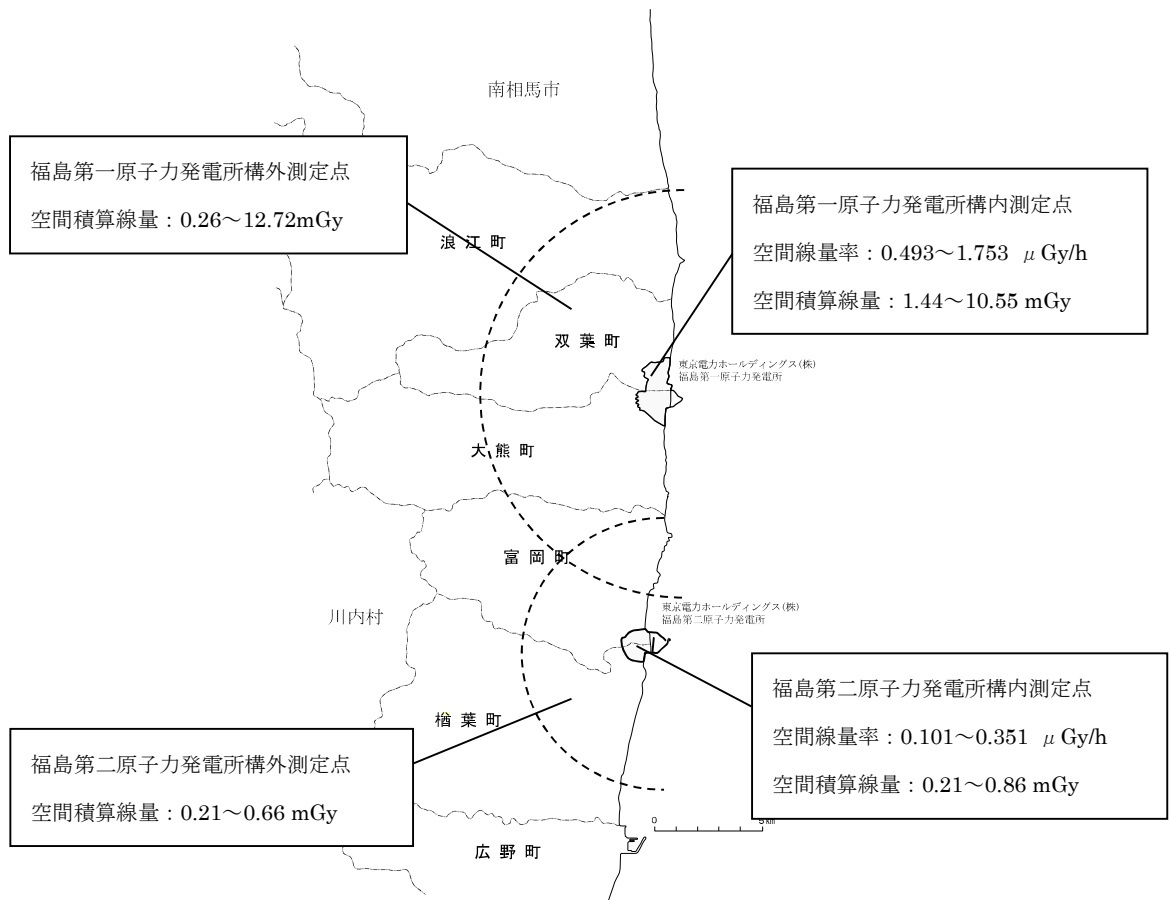 南相馬市
福島第一原子力発電所構外測定点
空間積算線量：0.26～12.72mGy
福島第一原子力発電所構内測定点
空間線量率：0.493～1.753 μGy/h
空間積算線量：1.44～10.55 mGy
浪江町
双葉町
東京電力ホールディングス(株)
福島第一原子力発電所
大熊町
富岡町
川内村
東京電力ホールディングス(株)
福島第二原子力発電所
福島第二原子力発電所構内測定点
空間線量率：0.101～0.351 μGy/h
空間積算線量：0.21～0.86 mGy
楢葉町
福島第二原子力発電所構外測定点
空間積算線量：0.21～0.66 mGy
0 5km
広野町